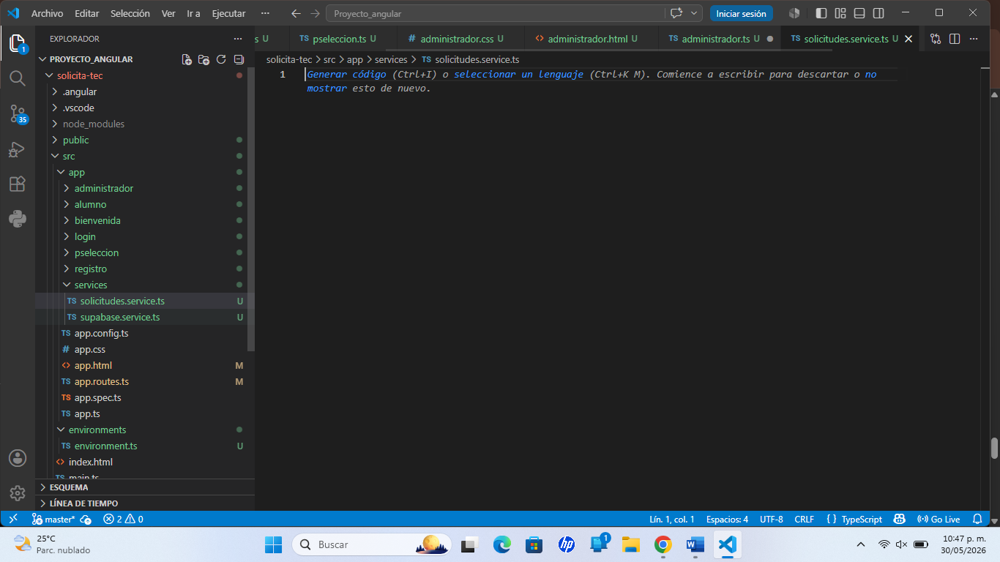 Archivo Editar Selección Ver Ir a Ejecutar ··· Proyecto_angular Iniciar sesión
EXPLORADOR ···
s U TS pseleccion.ts U # administrador.css U <> administrador.html U TS administrador.ts U TS solicitudes.service.ts U ···
solicita-tec > src > app > services > TS solicitudes.service.ts
1 Generar código (Ctrl+I) o seleccionar un lenguaje (Ctrl+K M). Comience a escribir para descartar o no
mostrar esto de nuevo.
1
35
PROYECTO_ANGULAR
solicita-tec
.angular
.vscode
node_modules
public
src
app
administrador
alumno
bienvenida
login
pseleccion
registro
services
TS solicitudes.service.ts U
TS supabase.service.ts U
TS app.config.ts
# app.css
<> app.html M
TS app.routes.ts M
TS app.spec.ts
TS app.ts
environments
TS environment.ts U
<> index.html
TS main.ts
ESQUEMA
LÍNEA DE TIEMPO
master* 2 0 Lín. 1, col. 1 Espacios: 4 UTF-8 CRLF { } TypeScript Go Live
25°C
Parc. nublado
Buscar
hp
1
W
10:47 p. m.
30/05/2026